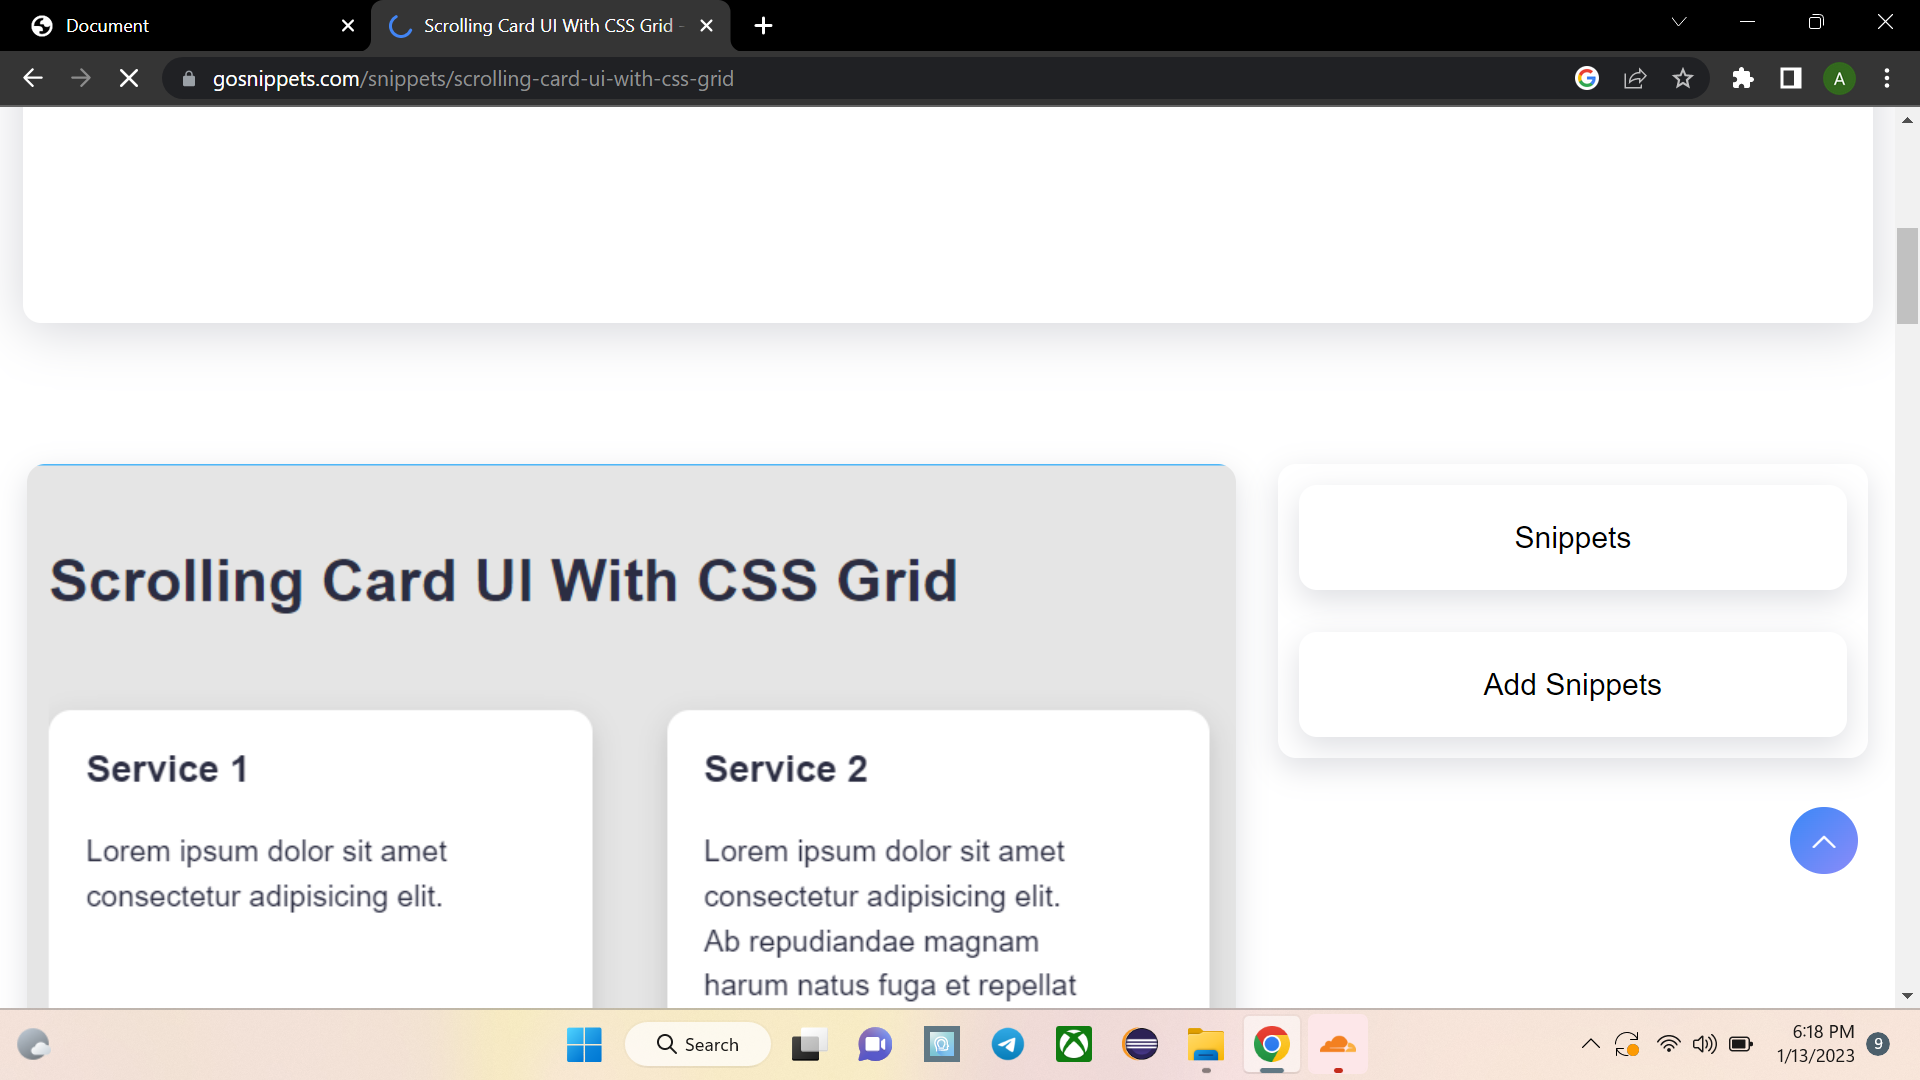 Document
Scrolling Card UI With CSS Grid -
gosnippets.com/snippets/scrolling-card-ui-with-css-grid
A
Scrolling Card UI With CSS Grid
Service 1
Lorem ipsum dolor sit amet
consectetur adipisicing elit.
Service 2
Lorem ipsum dolor sit amet
consectetur adipisicing elit.
Ab repudiandae magnam
harum natus fuga et repellat
Snippets
Add Snippets
Search
6:18 PM
1/13/2023
9